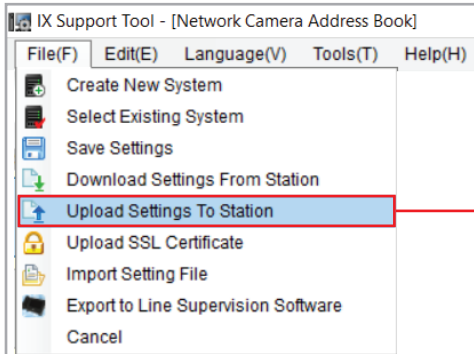 IX Support Tool - [Network Camera Address Book]
File(F) Edit(E) Language(V) Tools(T) Help(H)
Create New System
Select Existing System
Save Settings
Download Settings From Station
Upload Settings To Station
Upload SSL Certificate
Import Setting File
Export to Line Supervision Software
Cancel